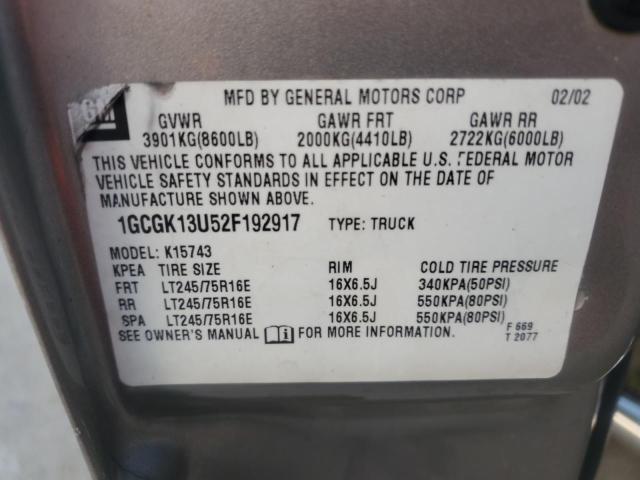 GM
MFD BY GENERAL MOTORS CORP 02/02
GVWR GAWR FRT GAWR RR
3901KG(8600LB) 2000KG(4410LB) 2722KG(6000LB)
THIS VEHICLE CONFORMS TO ALL APPLICABLE U.S. FEDERAL MOTOR
VEHICLE SAFETY STANDARDS IN EFFECT ON THE DATE OF
MANUFACTURE SHOWN ABOVE.
1GCGK13U52F192917 TYPE: TRUCK
MODEL: K15743
KPEA TIRE SIZE RIM COLD TIRE PRESSURE
FRT LT245/75R16E 16X6.5J 340KPA(50PSI)
RR LT245/75R16E 16X6.5J 550KPA(80PSI)
SPA LT245/75R16E 16X6.5J 550KPA(80PSI)
SEE OWNER'S MANUAL FOR MORE INFORMATION.
F 669
T 2077